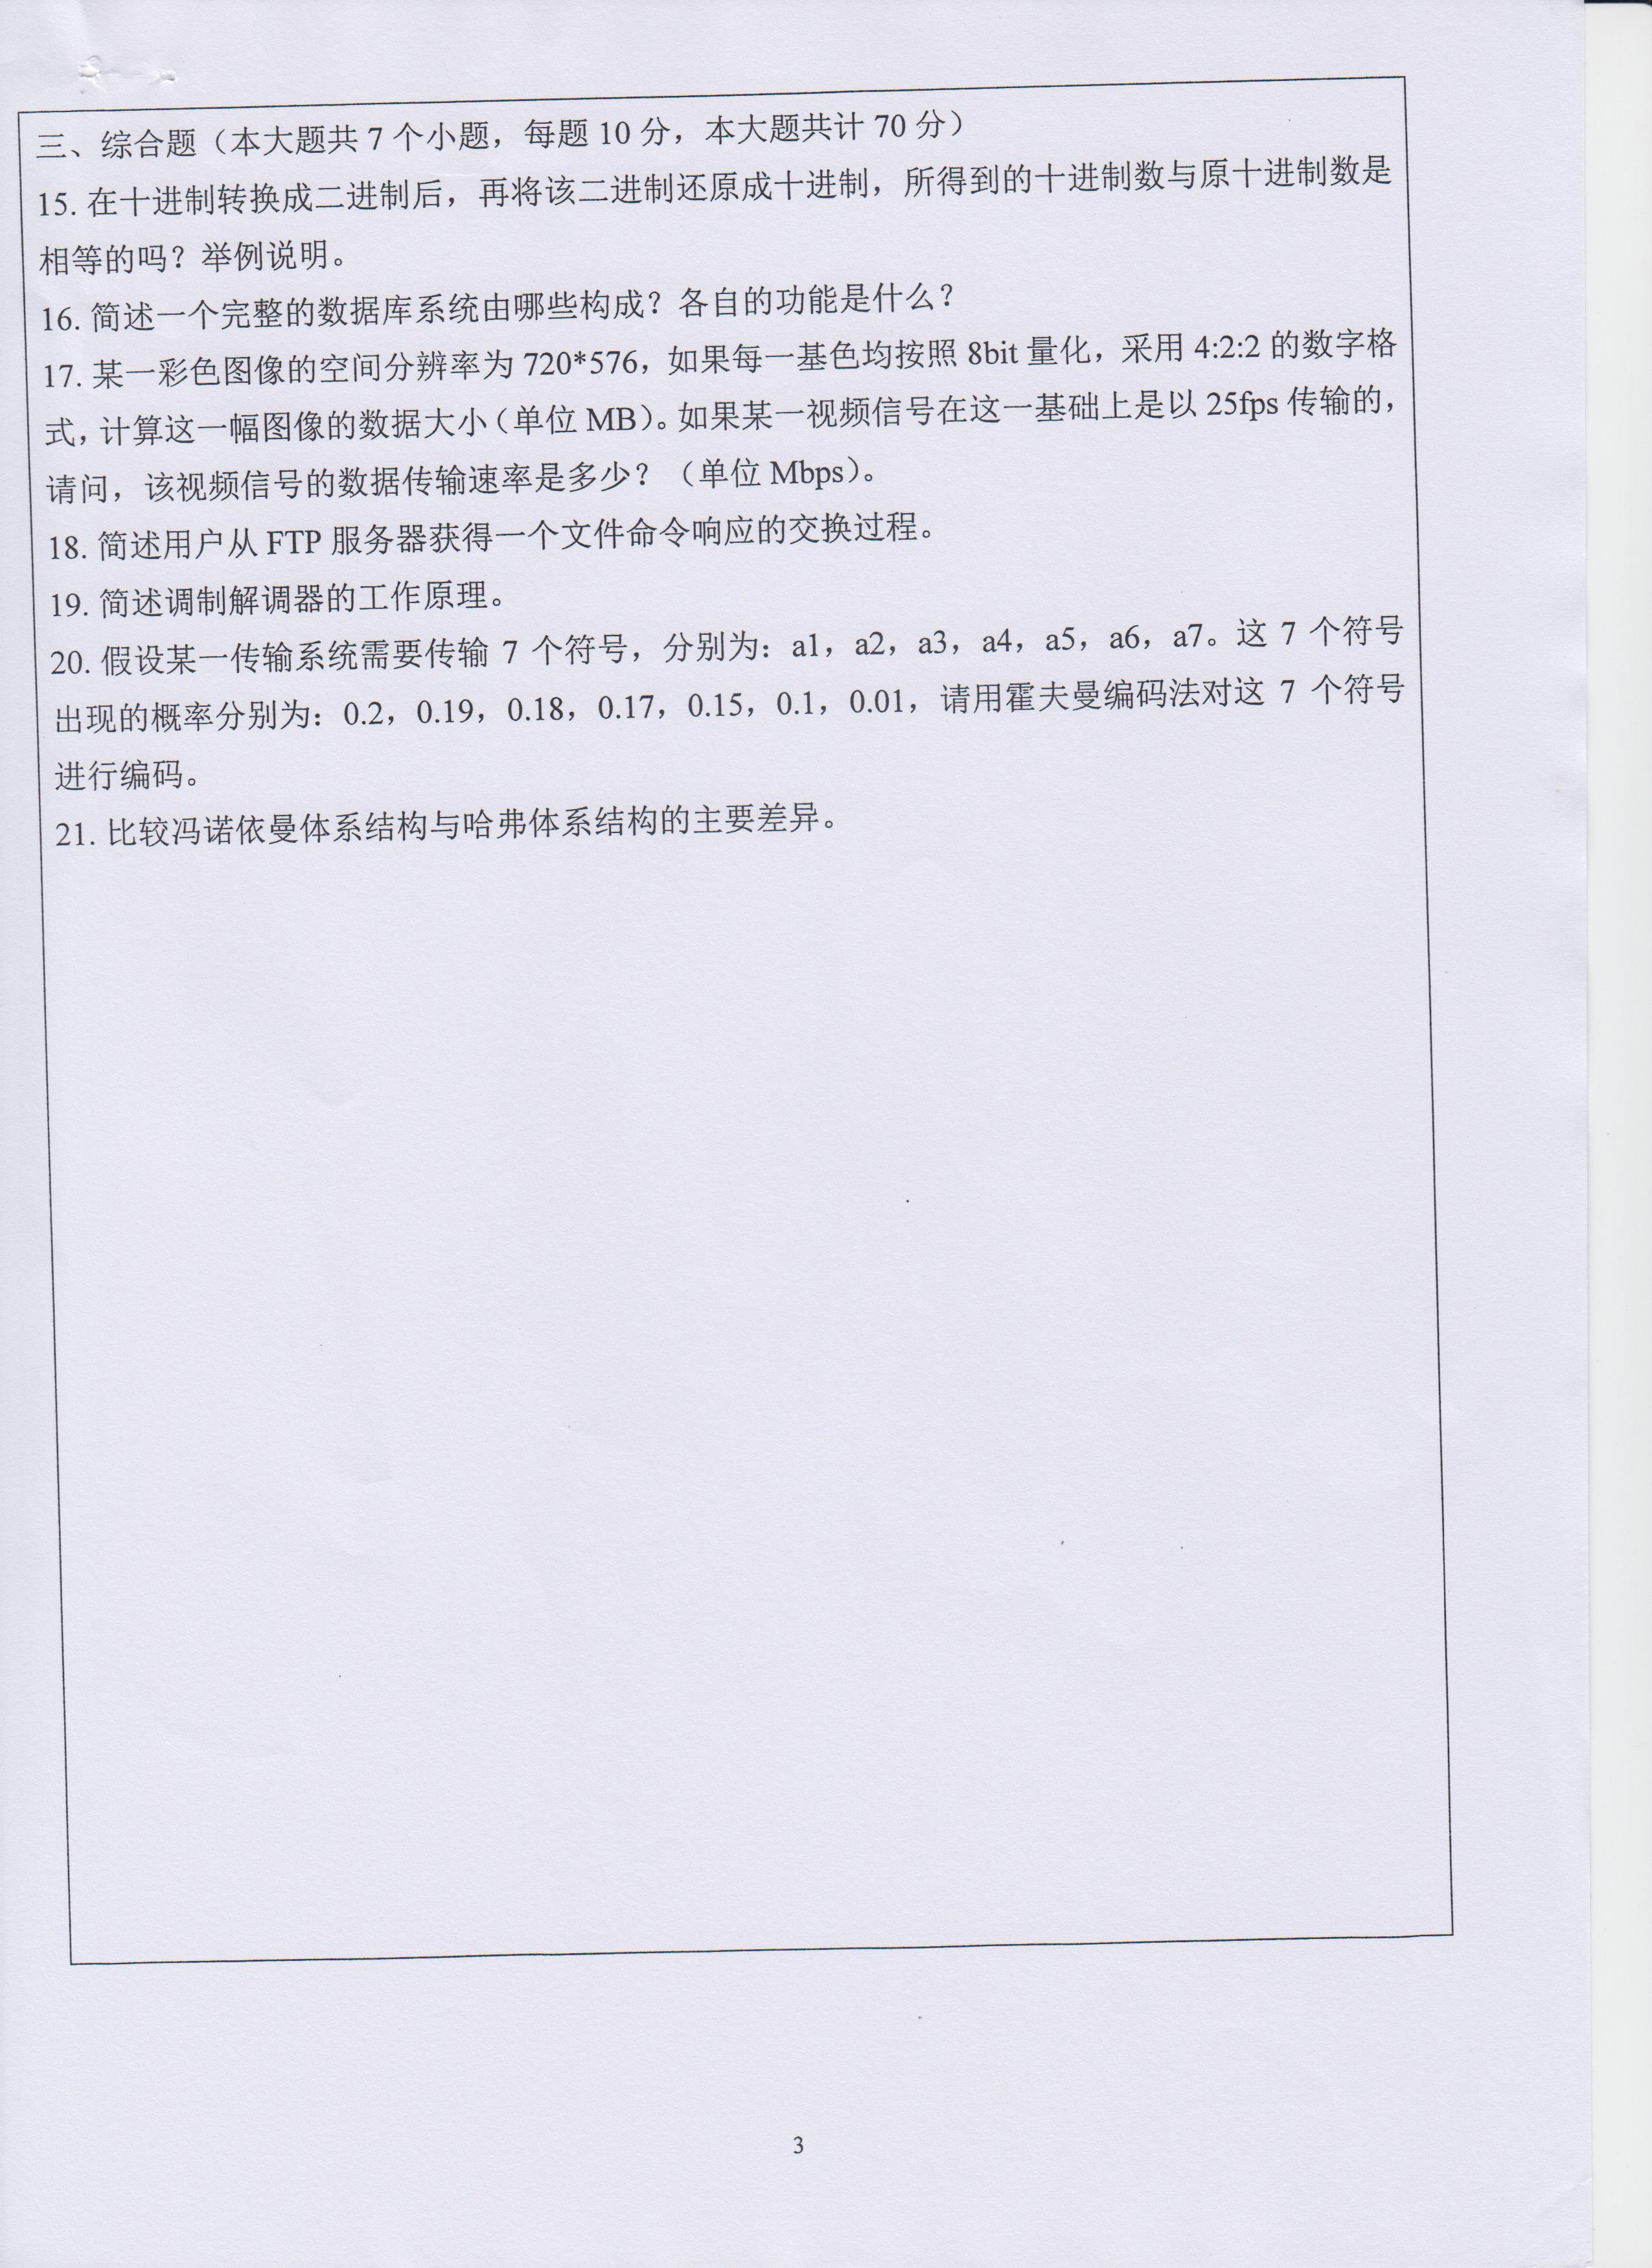 三、综合题（本大题共 7 个小题，每题 10 分，本大题共计 70 分）
15. 在十进制转换成二进制后，再将该二进制还原成十进制，所得到的十进制数与原十进制数是
相等的吗？举例说明。
16. 简述一个完整的数据库系统由哪些构成？各自的功能是什么？
17. 某一彩色图像的空间分辨率为 720*576，如果每一基色均按照 8bit 量化，采用 4:2:2 的数字格
式，计算这一幅图像的数据大小（单位 MB）。如果某一视频信号在这一基础上是以 25fps 传输的，
请问，该视频信号的数据传输速率是多少？（单位 Mbps）。
18. 简述用户从 FTP 服务器获得一个文件命令响应的交换过程。
19. 简述调制解调器的工作原理。
20. 假设某一传输系统需要传输 7 个符号，分别为：a1，a2，a3，a4，a5，a6，a7。这 7 个符号
出现的概率分别为：0.2，0.19，0.18，0.17，0.15，0.1，0.01，请用霍夫曼编码法对这 7 个符号
进行编码。
21. 比较冯诺依曼体系结构与哈弗体系结构的主要差异。
3